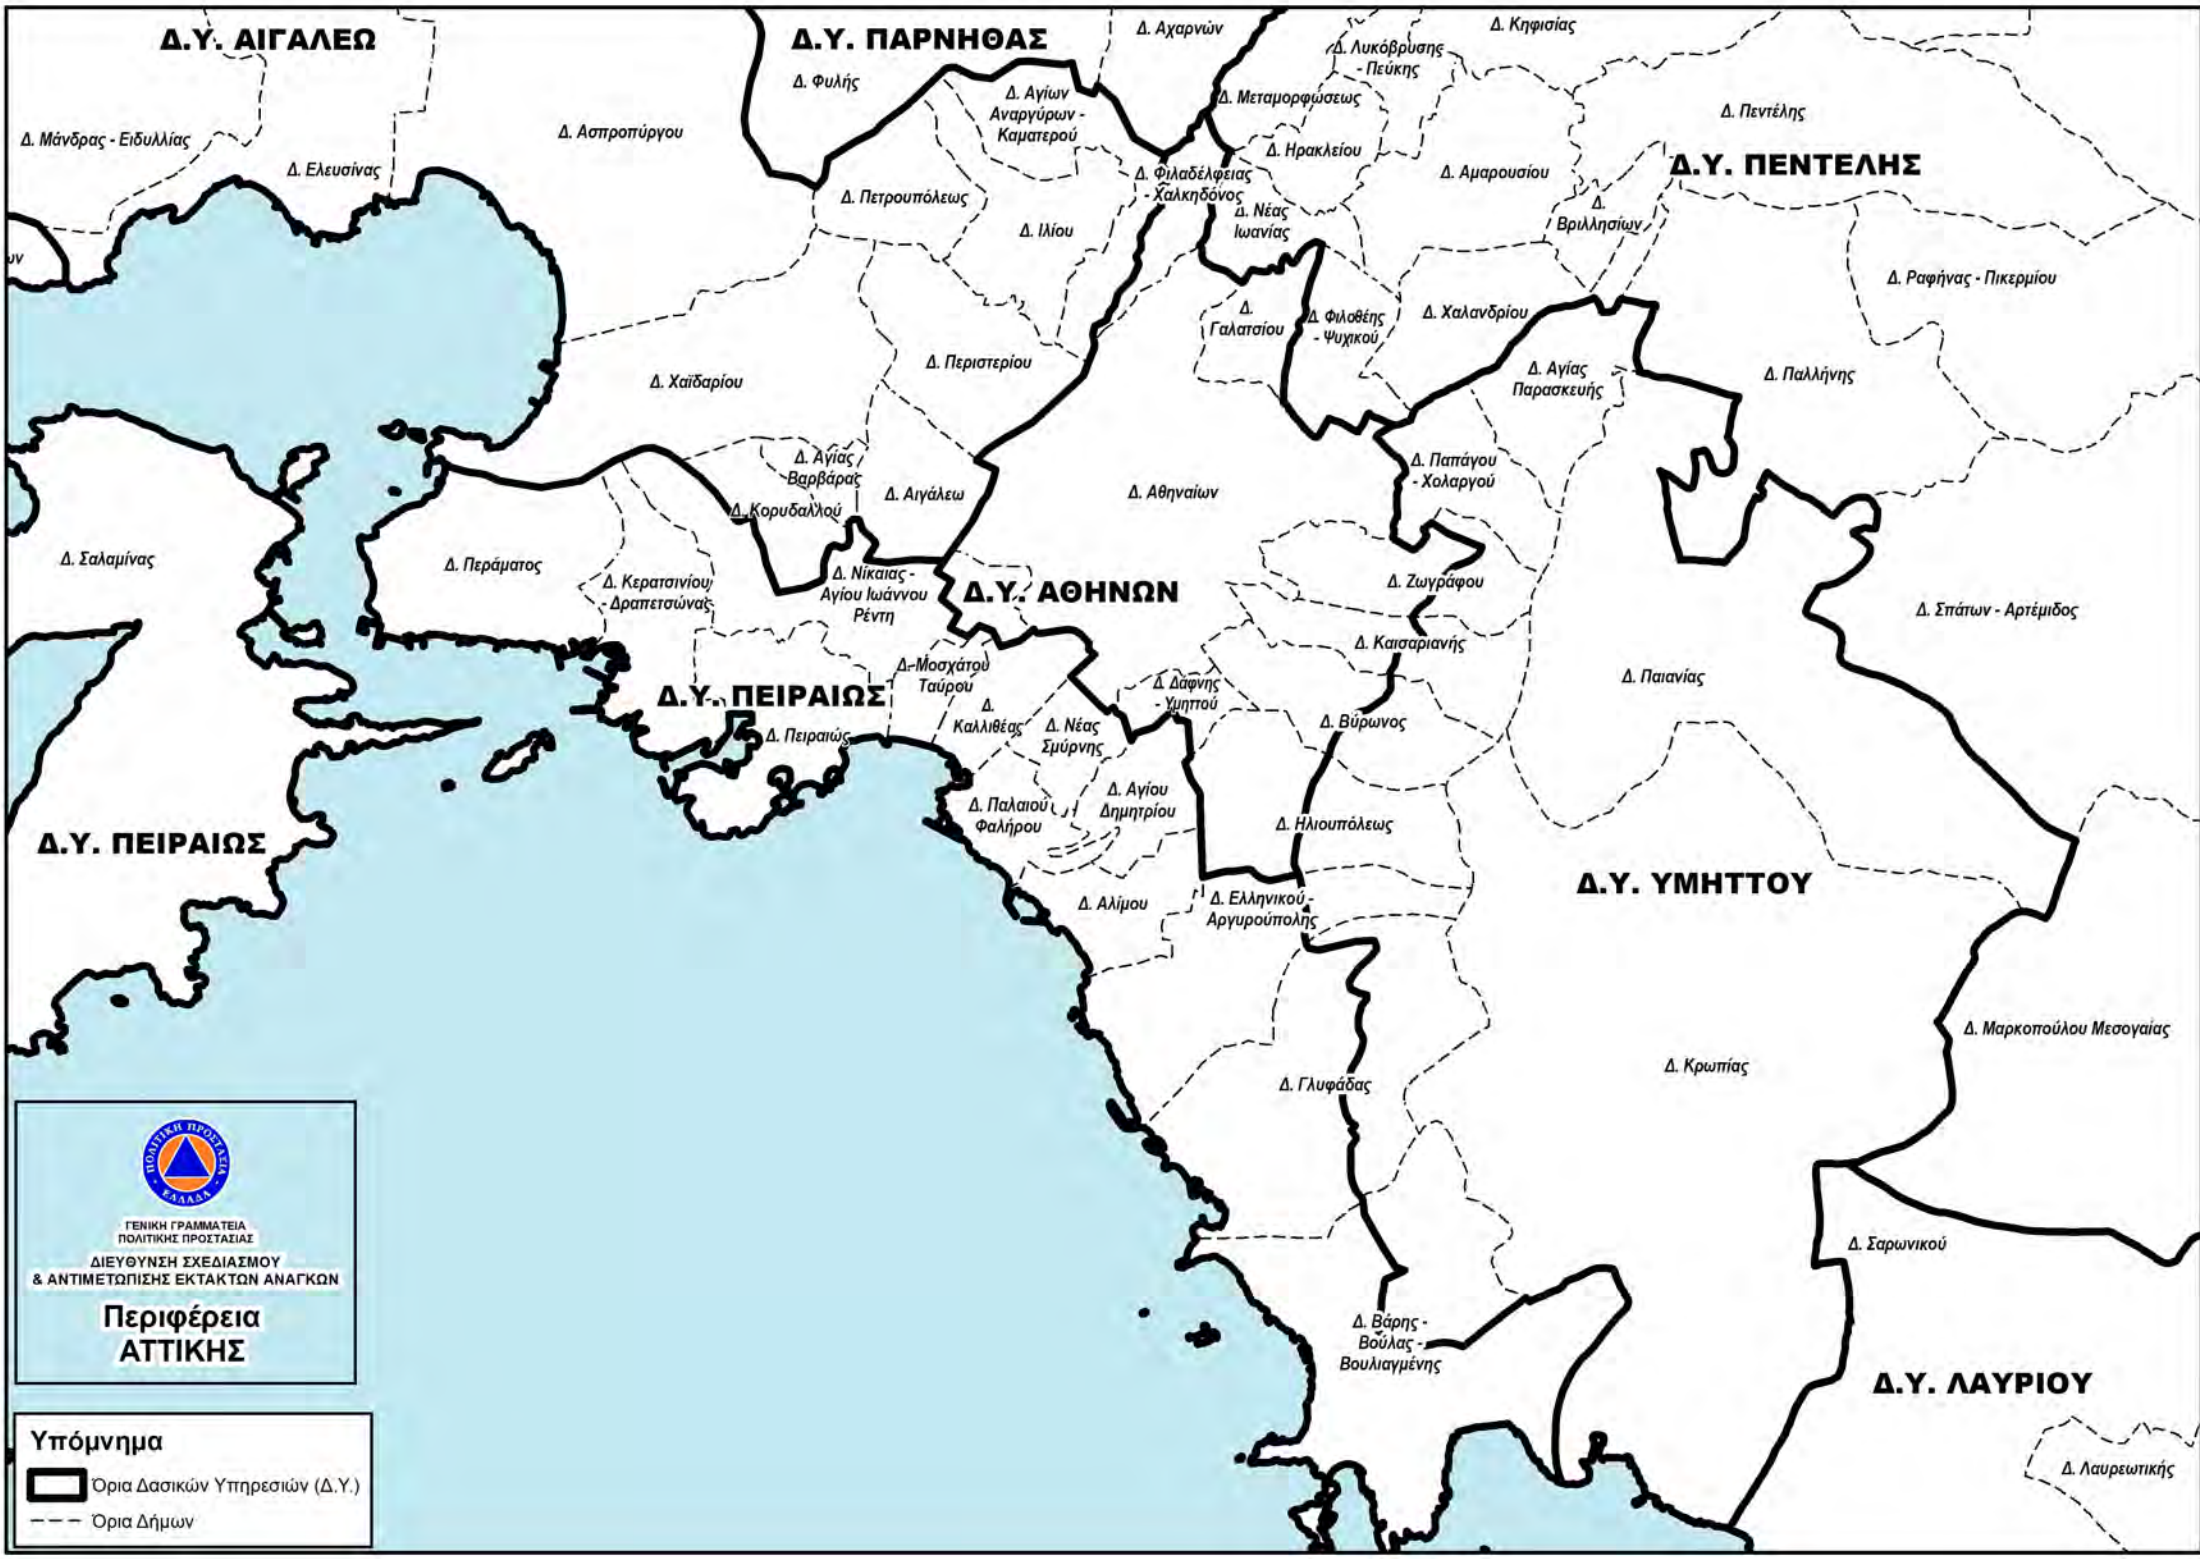 Δ.Υ. ΑΙΓΑΛΕΩ
Δ.Υ. ΠΑΡΝΗΘΑΣ
Δ. Αχαρνών
Δ. Κηφισίας
Δ. Λυκόβρυσης
- Πεύκης
Δ. Φυλής
Δ. Αγίων
Αναργύρων -
Καματερού
Δ. Μεταμορφώσεως
Δ. Πεντέλης
Δ. Μάνδρας - Ειδυλλίας
Δ. Ασπροπύργου
Δ. Ελευσίνας
Δ. Ηρακλείου
Δ. Αμαρουσίου
Δ.Υ. ΠΕΝΤΕΛΗΣ
Δ. Φιλαδέλφειας
- Χαλκηδόνος
Δ. Πετρουπόλεως
Δ. Ιλίου
Δ. Νέας
Ιωανίας
Δ.
Βριλλησίων
ων
Δ. Ραφήνας - Πικερμίου
Δ.
Γαλατσίου
Δ. Φιλοθέης
- Ψυχικού
Δ. Χαλανδρίου
Δ. Περιστερίου
Δ. Χαϊδαρίου
Δ. Αγίας
Παρασκευής
Δ. Παλλήνης
Δ. Αγίας
Βαρβάρας
Δ. Κορυδαλλού
Δ. Αιγάλεω
Δ. Αθηναίων
Δ. Παπάγου
- Χολαργού
Δ. Σαλαμίνας
Δ. Περάματος
Δ. Κερατσινίου
- Δραπετσώνας
Δ. Νίκαιας -
Αγίου Ιωάννου
Ρέντη
Δ.Υ. ΑΘΗΝΩΝ
Δ. Ζωγράφου
Δ. Σπάτων - Αρτέμιδος
Δ. Καισαριανής
Δ. Μοσχάτου
Ταύρου
Δ. Παιανίας
Δ.Υ. ΠΕΙΡΑΙΩΣ
Δ. Δάφνης
- Υμηττού
Δ.
Καλλιθέας
Δ. Νέας
Σμύρνης
Δ. Βύρωνος
Δ. Πειραιώς
Δ. Παλαιού
Φαλήρου
Δ. Αγίου
Δημητρίου
Δ. Ηλιουπόλεως
Δ.Υ. ΠΕΙΡΑΙΩΣ
Δ.Υ. ΥΜΗΤΤΟΥ
Δ. Αλίμου
Δ. Ελληνικού -
Αργυρούπολης
Δ. Μαρκοπούλου Μεσογαίας
Δ. Κρωπίας
Δ. Γλυφάδας
Δ. Σαρωνικού
Δ. Βάρης -
Βούλας -
Βουλιαγμένης
Δ.Υ. ΛΑΥΡΙΟΥ
Δ. Λαυρεωτικής
ΠΟΛΙΤΙΚΗ ΠΡΟΣΤΑΣΙΑ
ΕΛΛΑΔΑ
ΓΕΝΙΚΗ ΓΡΑΜΜΑΤΕΙΑ
ΠΟΛΙΤΙΚΗΣ ΠΡΟΣΤΑΣΙΑΣ
ΔΙΕΥΘΥΝΣΗ ΣΧΕΔΙΑΣΜΟΥ
& ΑΝΤΙΜΕΤΩΠΙΣΗΣ ΕΚΤΑΚΤΩΝ ΑΝΑΓΚΩΝ
Περιφέρεια
ΑΤΤΙΚΗΣ
Υπόμνημα
Όρια Δασικών Υπηρεσιών (Δ.Υ.)
Όρια Δήμων